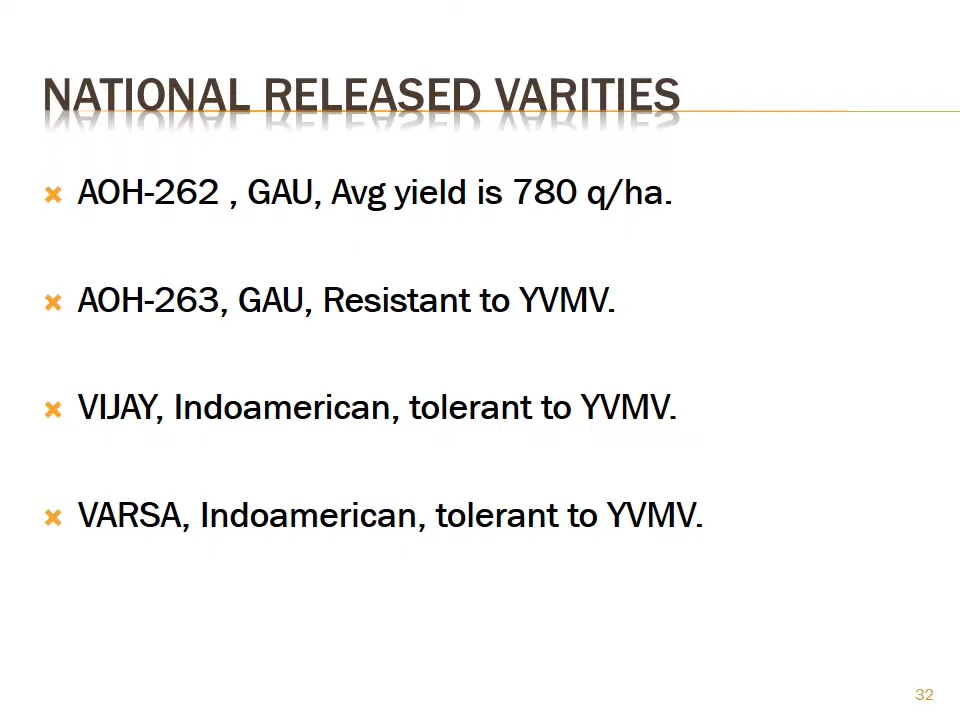 NATIONAL RELEASED VARITIES
AOH-262 , GAU, Avg yield is 780 q/ha.
AOH-263, GAU, Resistant to YVMV.
VIJAY, Indoamerican, tolerant to YVMV.
VARSA, Indoamerican, tolerant to YVMV.
32